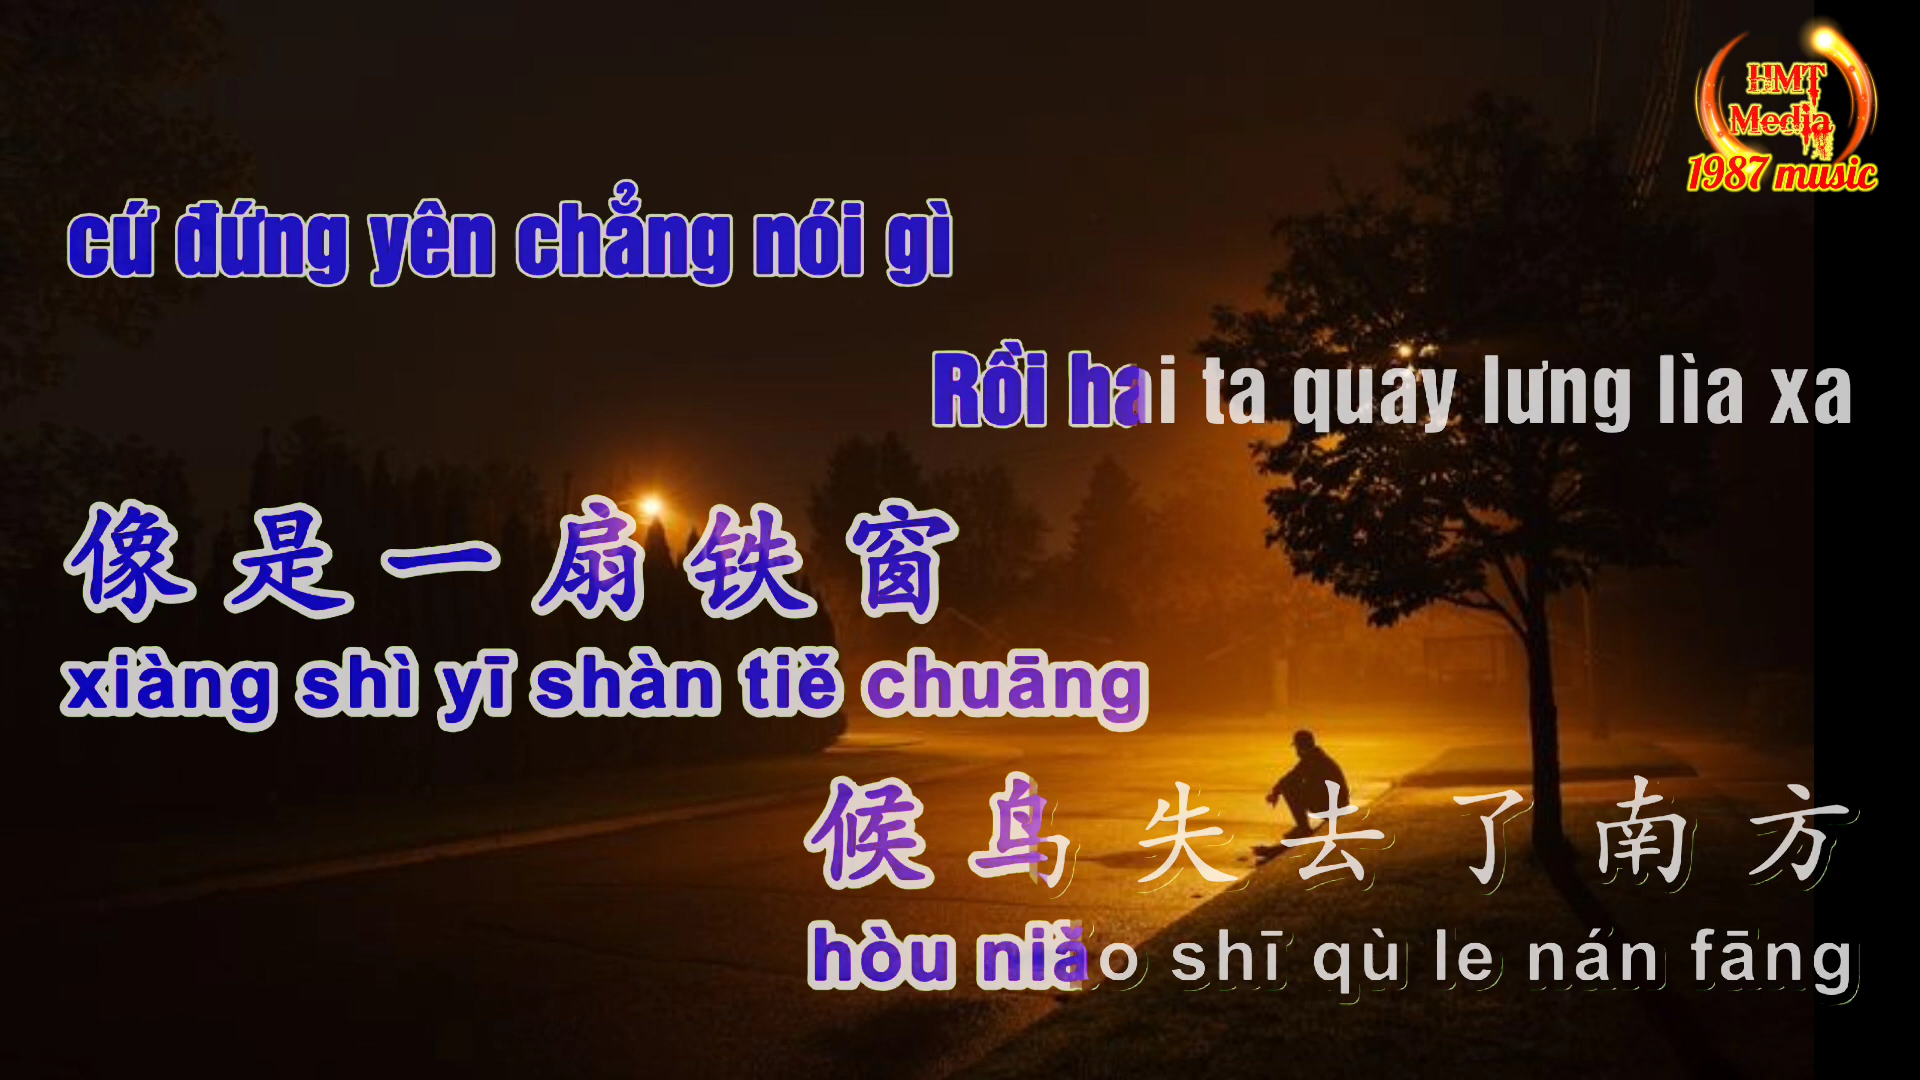 HMT
Media
1987 music
cứ đứng yên chẳng nói gì
Rồi hai ta quay lưng lìa xa
像是一扇铁窗
xiàng shì yī shàn tiě chuāng
候鸟失去了南方
hòu niǎo shī qù le nán fāng